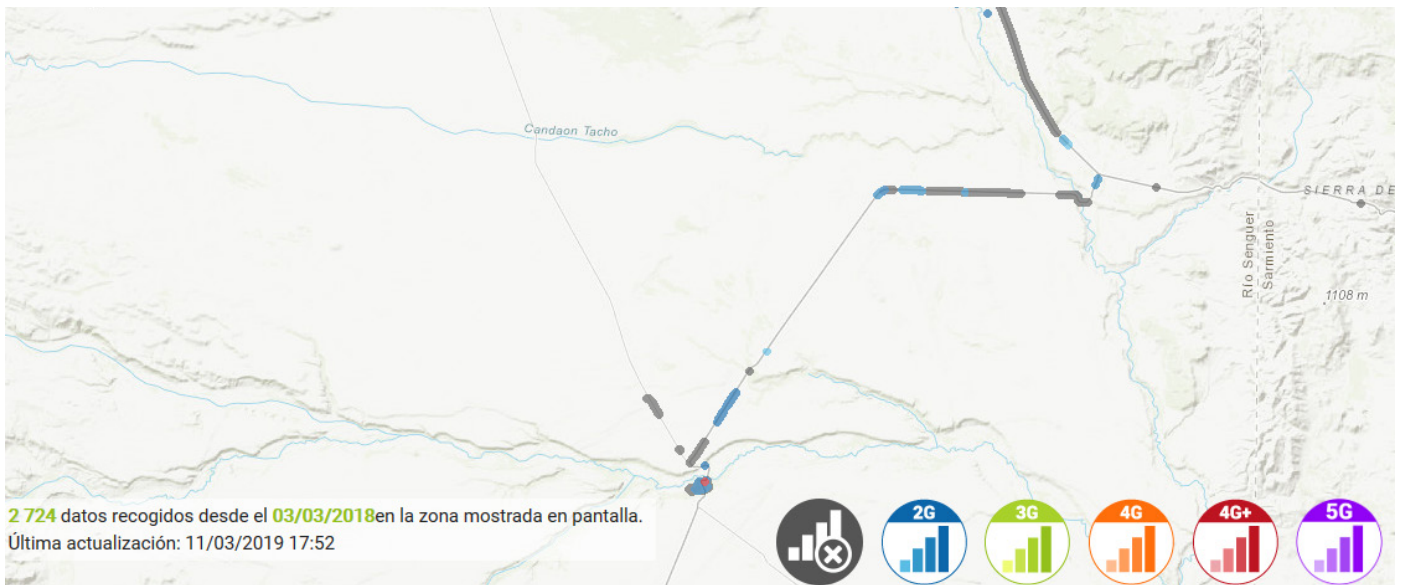 Candaon Tacho
SIERRA DE
Río Senguer
Sarmiento
1108 m
2 724 datos recogidos desde el 03/03/2018en la zona mostrada en pantalla.
Última actualización: 11/03/2019 17:52
2G
3G
4G
4G+
5G